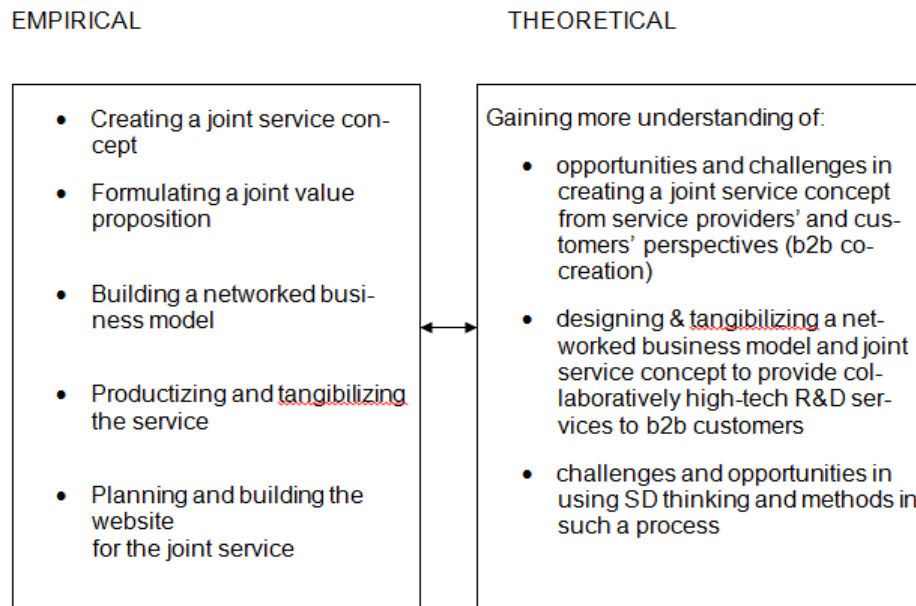 EMPIRICAL
THEORETICAL
Creating a joint service con-
cept
Formulating a joint value
proposition
Building a networked busi-
ness model
Productizing and tangibilizing
the service
Planning and building the
website
for the joint service
Gaining more understanding of:
opportunities and challenges in
creating a joint service concept
from service providers’ and cus-
tomers’ perspectives (b2b co-
creation)
designing & tangibilizing a net-
worked business model and joint
service concept to provide col-
laboratively high-tech R&D ser-
vices to b2b customers
challenges and opportunities in
using SD thinking and methods in
such a process